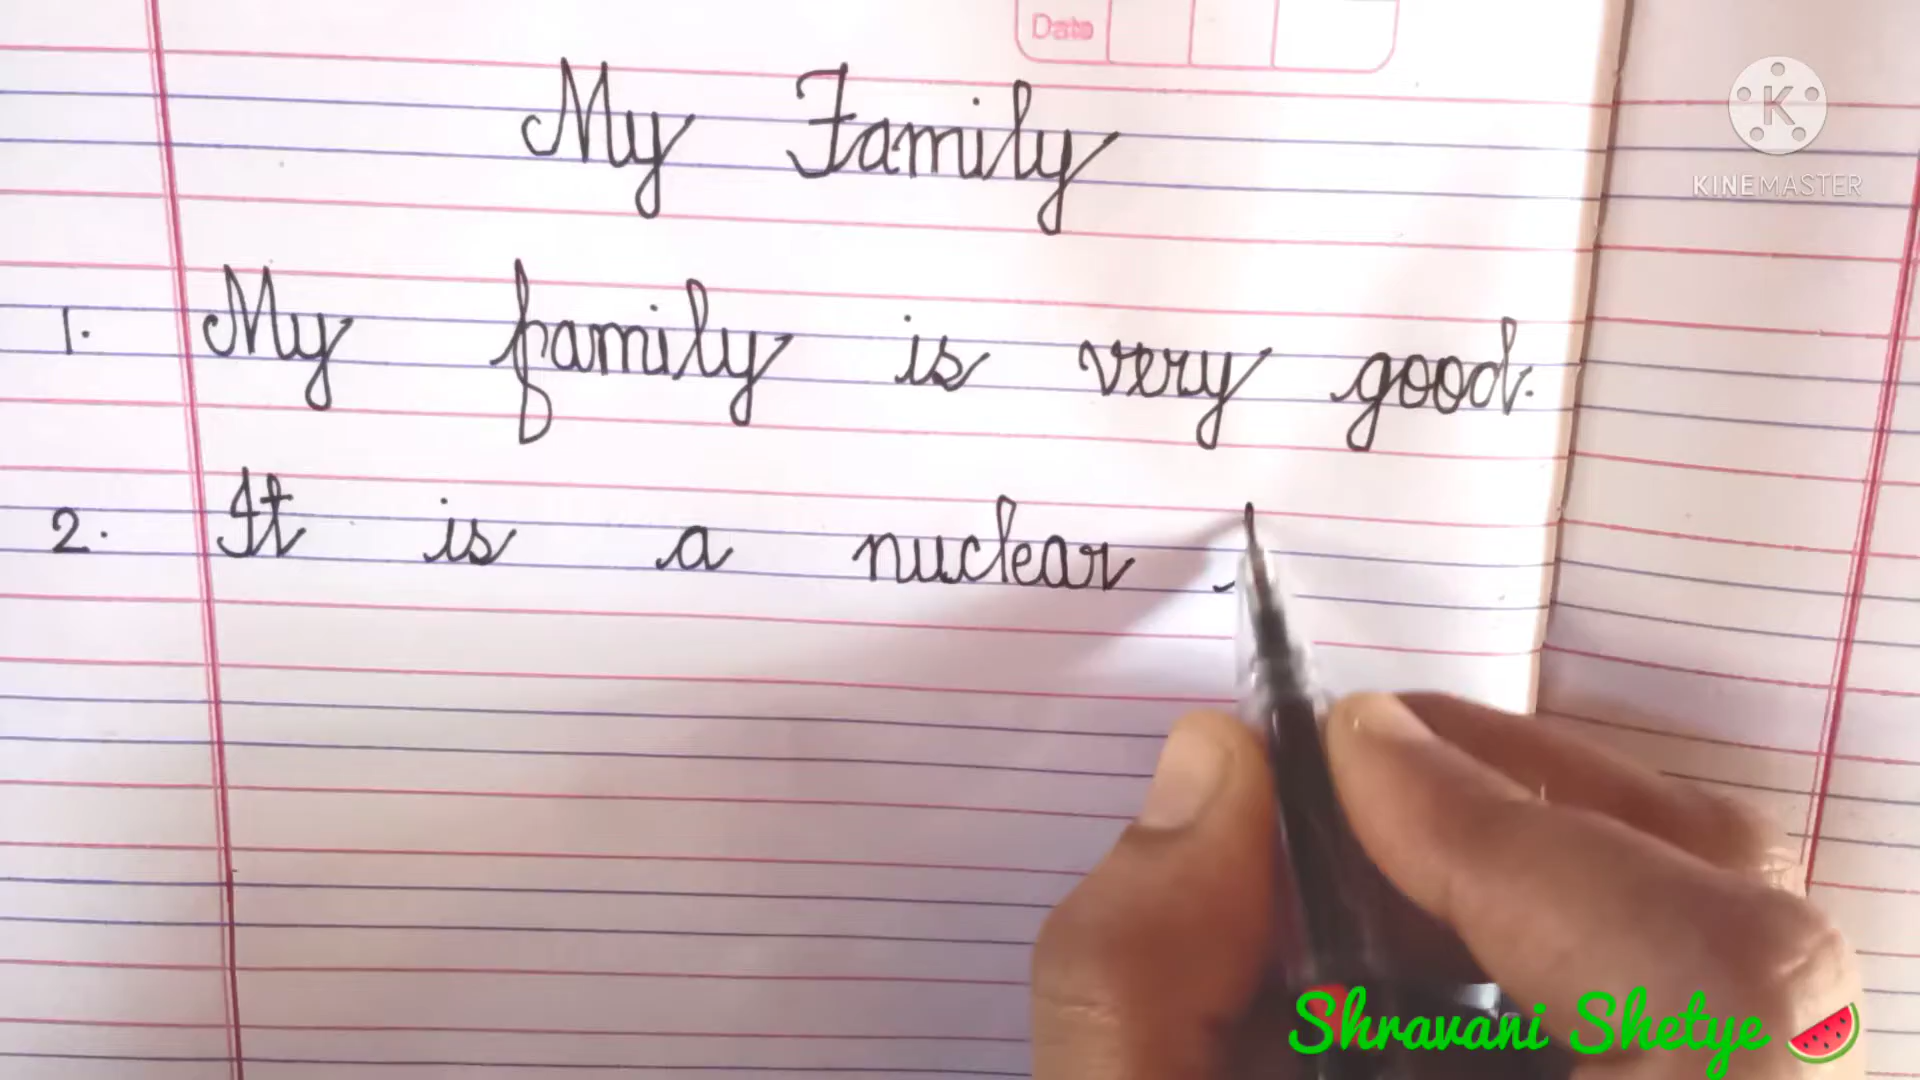 Date
My Family
KINEMASTER
1. My family is very good.
2. It is a nuclear
Shravani Shetye